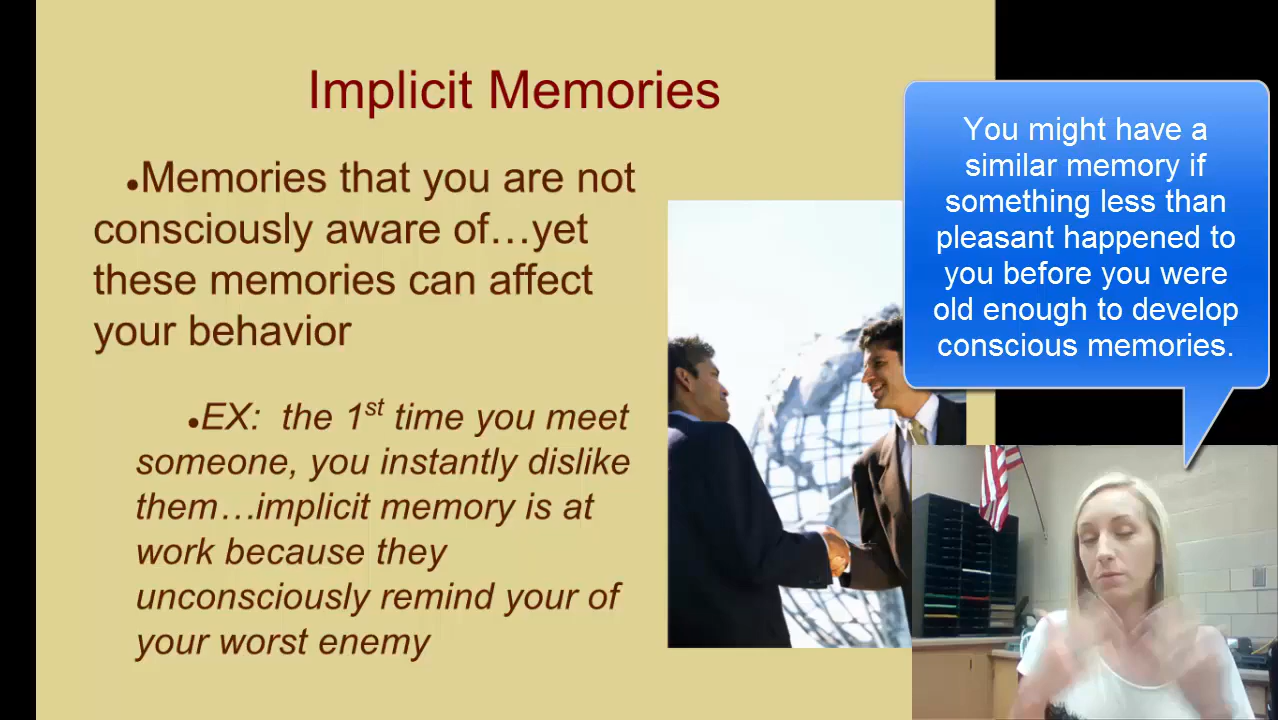 Implicit Memories
•Memories that you are not
consciously aware of…yet
these memories can affect
your behavior
•EX: the 1st time you meet
someone, you instantly dislike
them…implicit memory is at
work because they
unconsciously remind your of
your worst enemy
You might have a
similar memory if
something less than
pleasant happened to
you before you were
old enough to develop
conscious memories.